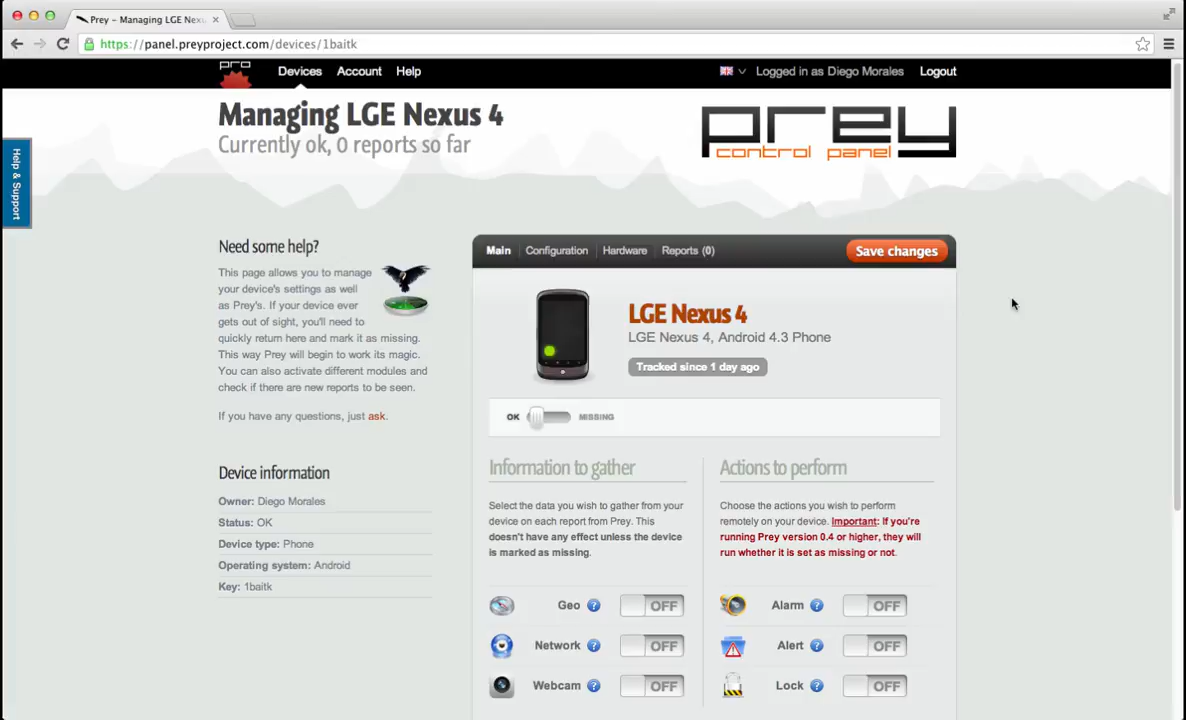 Prey – Managing LGE Nexu
https://panel.preyproject.com/devices/1baitk
pro
Devices Account Help
Logged in as Diego Morales Logout
Managing LGE Nexus 4
Currently ok, 0 reports so far
prey
control panel
Help & Support
Need some help?
This page allows you to manage
your device's settings as well
as Prey's. If your device ever
gets out of sight, you'll need to
quickly return here and mark it as missing.
This way Prey will begin to work its magic.
You can also activate different modules and
check if there are new reports to be seen.
If you have any questions, just ask.
Device information
Owner: Diego Morales
Status: OK
Device type: Phone
Operating system: Android
Key: 1baitk
Main Configuration Hardware Reports (0) Save changes
LGE Nexus 4
LGE Nexus 4, Android 4.3 Phone
Tracked since 1 day ago
OK MISSING
Information to gather
Select the data you wish to gather from your
device on each report from Prey. This
doesn't have any effect unless the device
is marked as missing.
Geo ? OFF
Network ? OFF
Webcam ? OFF
Actions to perform
Choose the actions you wish to perform
remotely on your device. Important: If you're
running Prey version 0.4 or higher, they will
run whether it is set as missing or not.
Alarm ? OFF
Alert ? OFF
Lock ? OFF